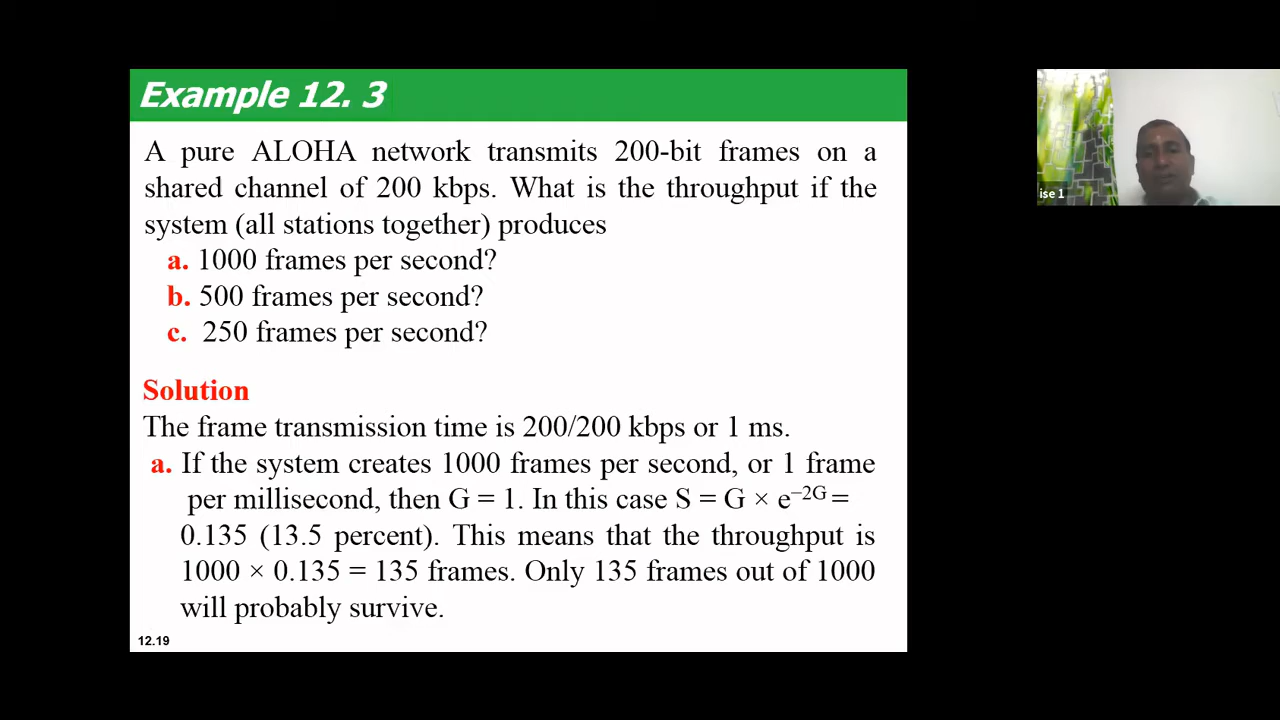 Example 12. 3
A pure ALOHA network transmits 200-bit frames on a
shared channel of 200 kbps. What is the throughput if the
system (all stations together) produces
a. 1000 frames per second?
b. 500 frames per second?
c. 250 frames per second?
Solution
The frame transmission time is 200/200 kbps or 1 ms.
a. If the system creates 1000 frames per second, or 1 frame
per millisecond, then G = 1. In this case S = G × e⁻²ᴳ =
0.135 (13.5 percent). This means that the throughput is
1000 × 0.135 = 135 frames. Only 135 frames out of 1000
will probably survive.
12.19
ise 1